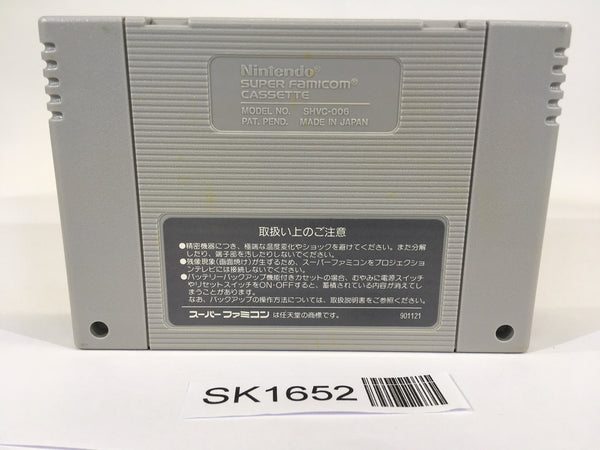 Nintendo®
SUPER FAMICOM
CASSETTE
MODEL NO. SHVC-006
PAT. PEND. MADE IN JAPAN
取扱い上のご注意
●精密機器につき、極端な温度変化やショックを避けてください。また分解
したり、端子部を汚したりしないでください。
●残像現象(画面焼け)が生ずるため、スーパーファミコンをプロジェクショ
ンテレビには接続しないでください。
●バッテリーバックアップ機能付きカセットの場合、むやみに電源スイッチ
やリセットスイッチをON・OFFすると、蓄積されている内容が消えてし
まうことがあります。
なお、バックアップの操作方法については、取扱説明書をご参照ください。
スーパーファミコン は任天堂の商標です。 901121
SK1652